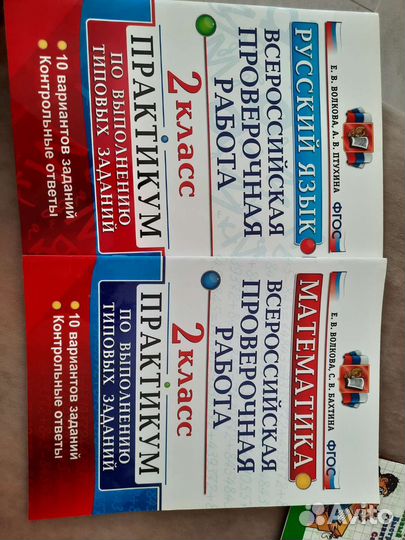 Е. В. ВОЛКОВА, А. В. ПТУХИНА
ФГОС
РУССКИЙ ЯЗЫК
ВСЕРОССИЙСКАЯ
ПРОВЕРОЧНАЯ
РАБОТА
2 класс
ПРАКТИКУМ
ПО ВЫПОЛНЕНИЮ
ТИПОВЫХ ЗАДАНИЙ
10 вариантов заданий
Контрольные ответы
Е. В. ВОЛКОВА, С. В. БАХТИНА
ФГОС
МАТЕМАТИКА
ВСЕРОССИЙСКАЯ
ПРОВЕРОЧНАЯ
РАБОТА
2 класс
ПРАКТИКУМ
ПО ВЫПОЛНЕНИЮ
ТИПОВЫХ ЗАДАНИЙ
10 вариантов заданий
Контрольные ответы
Avito